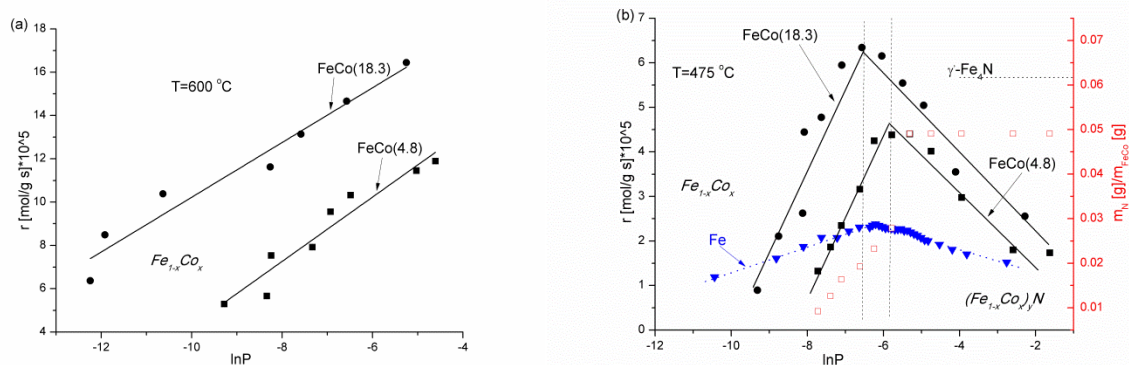 (a)
18
16
14
12
10
8
6
4
r [mol/g s]*10^5
FeCo(18.3)
T=600 °C
FeCo(4.8)
Fe1-xCox
-12
-10
-8
-6
-4
lnP
(b)
7
6
5
4
3
2
1
0
r [mol/g s]*10^5
FeCo(18.3)
T=475 °C
γ-Fe4N
Fe1-xCox
FeCo(4.8)
Fe
(Fe1-xCox)yN
-12
-10
-8
-6
-4
-2
lnP
0.07
0.06
0.05
0.04
0.03
0.02
0.01
mN [g]/mFeCo [g]